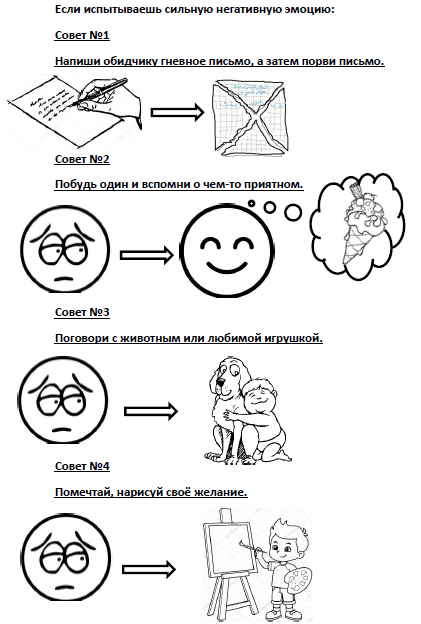 Если испытываешь сильную негативную эмоцию:
Совет №1
Напиши обидчику гневное письмо, а затем порви письмо.
Совет №2
Побудь один и вспомни о чем-то приятном.
Совет №3
Поговори с животным или любимой игрушкой.
Совет №4
Помечтай, нарисуй своё желание.